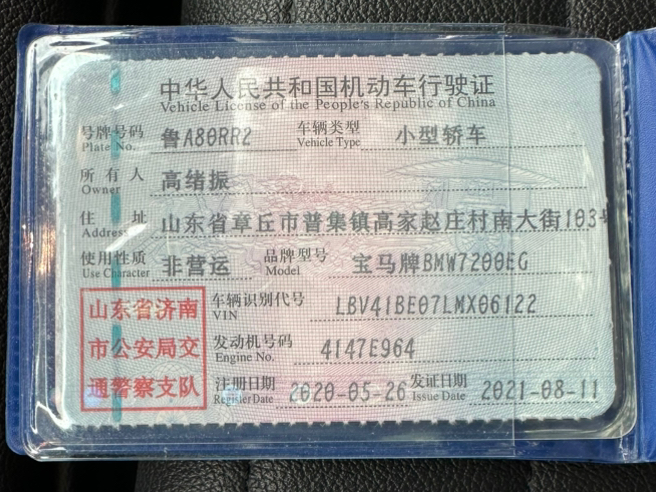 中华人民共和国机动车行驶证
Vehicle License of the People's Republic of China
号牌号码 鲁A80RR2 车辆类型 小型轿车
Plate No. Vehicle Type
所有人 高绪振
Owner
住址 山东省章丘市普集镇高家赵庄村南大街103号
Address
使用性质 非营运 品牌型号 宝马牌BMW7200EG
Use Character Model
山东省济南
市公安局交
通警察支队
车辆识别代号 LBV41BE07LMX06122
VIN
发动机号码 4147E964
Engine No.
注册日期 2020-05-26 发证日期 2021-08-11
Register Date Issue Date